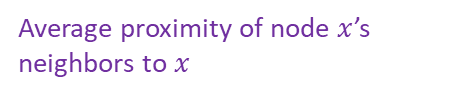 Average proximity of node 𝑥’s
neighbors to 𝑥